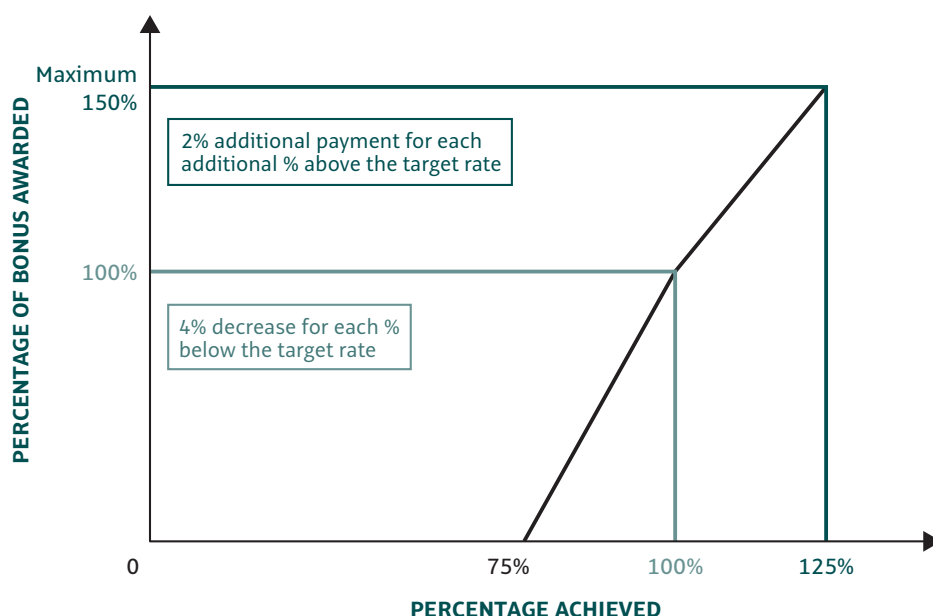 Maximum
150%
PERCENTAGE OF BONUS AWARDED
2% additional payment for each
additional % above the target rate
100%
4% decrease for each %
below the target rate
0
75%
100%
125%
PERCENTAGE ACHIEVED